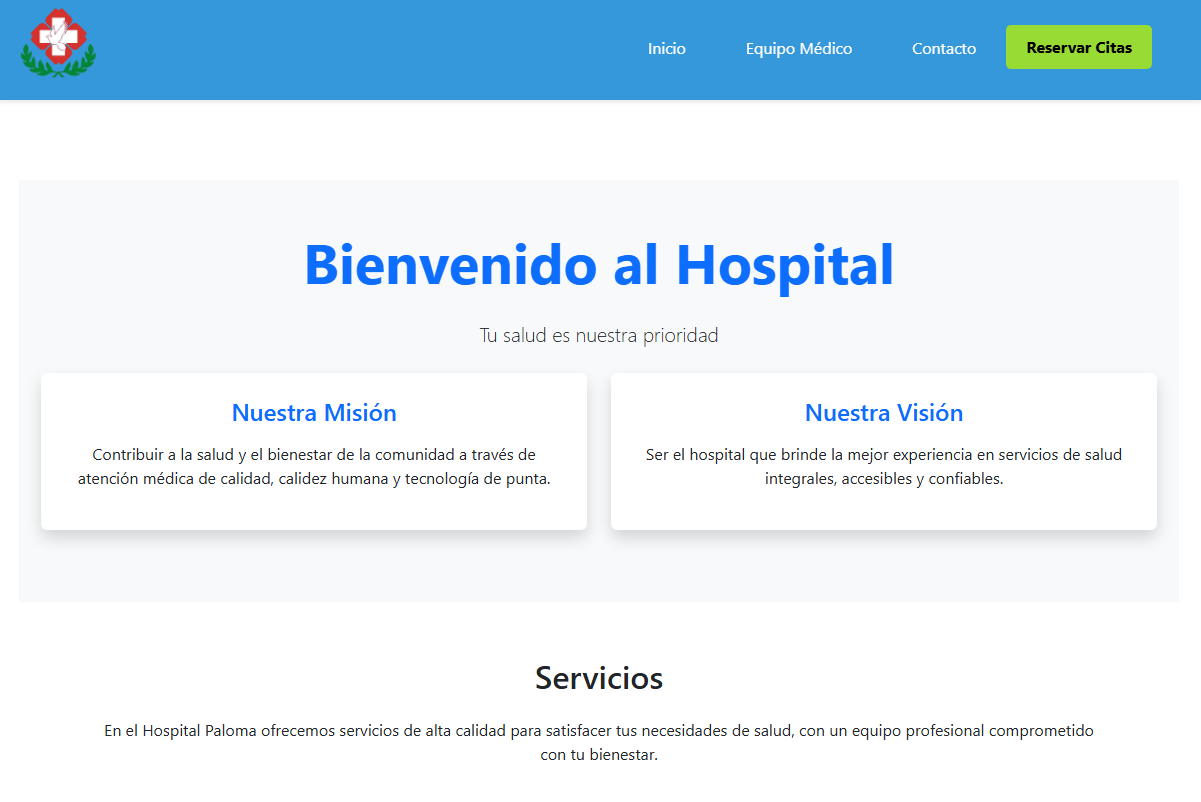 Inicio
Equipo Médico
Contacto
Reservar Citas
Bienvenido al Hospital
Tu salud es nuestra prioridad
Nuestra Misión
Contribuir a la salud y el bienestar de la comunidad a través de
atención médica de calidad, calidez humana y tecnología de punta.
Nuestra Visión
Ser el hospital que brinde la mejor experiencia en servicios de salud
integrales, accesibles y confiables.
Servicios
En el Hospital Paloma ofrecemos servicios de alta calidad para satisfacer tus necesidades de salud, con un equipo profesional comprometido
con tu bienestar.